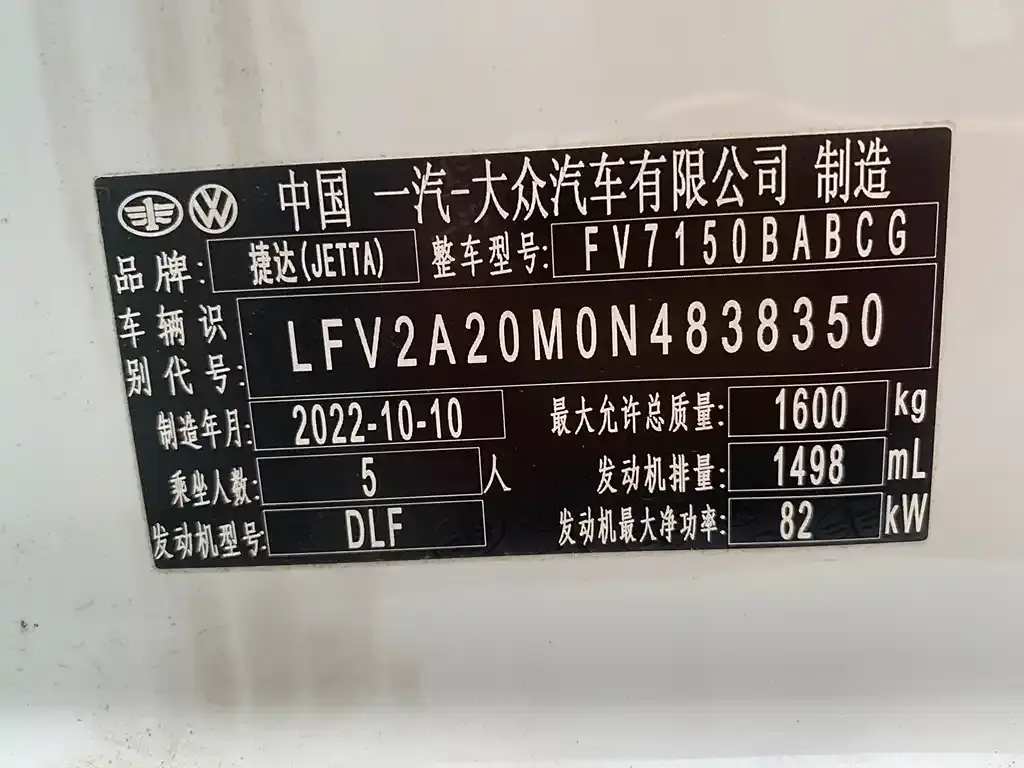 中国 一汽-大众汽车有限公司 制造
品牌: 捷达(JETTA) 整车型号: FV7150BABCG
车辆识别代号: LFV2A20M0N4838350
制造年月: 2022-10-10 最大允许总质量: 1600 kg
乘坐人数: 5 人 发动机排量: 1498 mL
发动机型号: DLF 发动机最大净功率: 82 kW